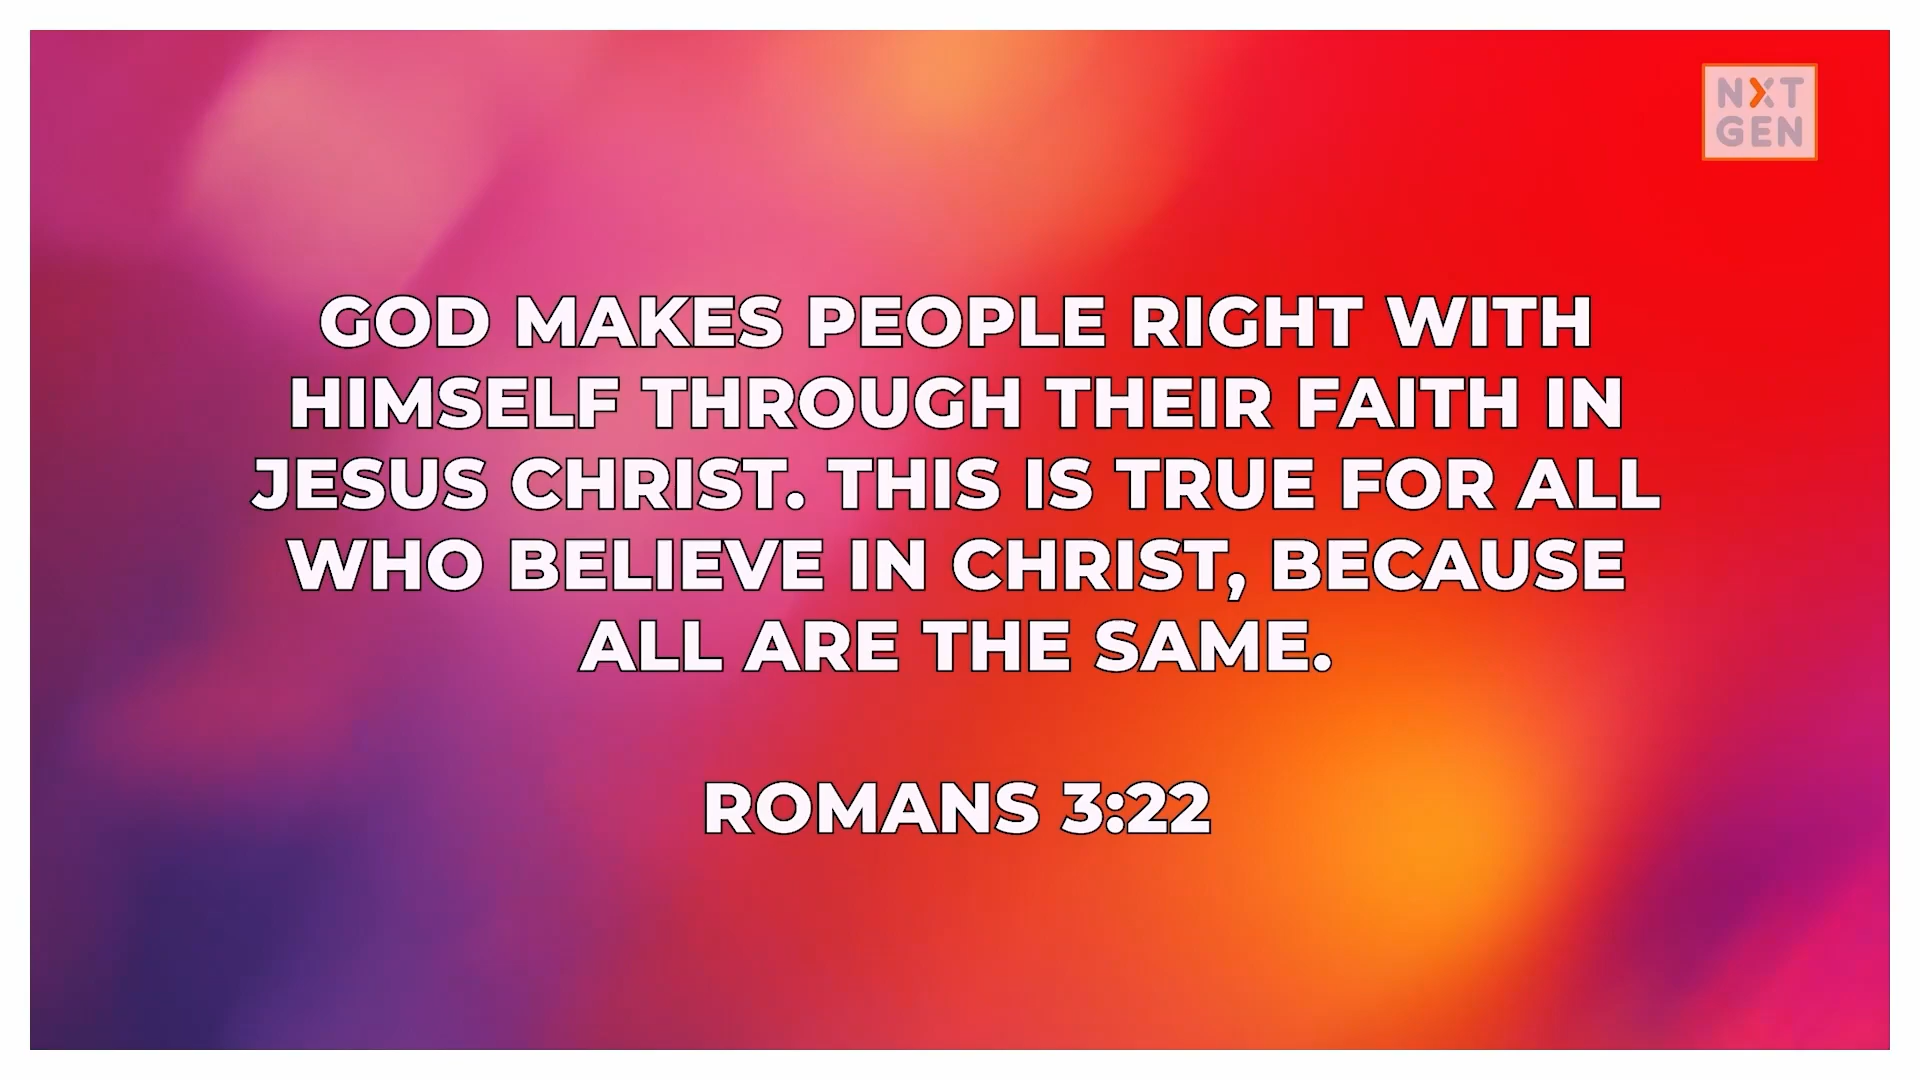 NXT
GEN
GOD MAKES PEOPLE RIGHT WITH
HIMSELF THROUGH THEIR FAITH IN
JESUS CHRIST. THIS IS TRUE FOR ALL
WHO BELIEVE IN CHRIST, BECAUSE
ALL ARE THE SAME.
ROMANS 3:22